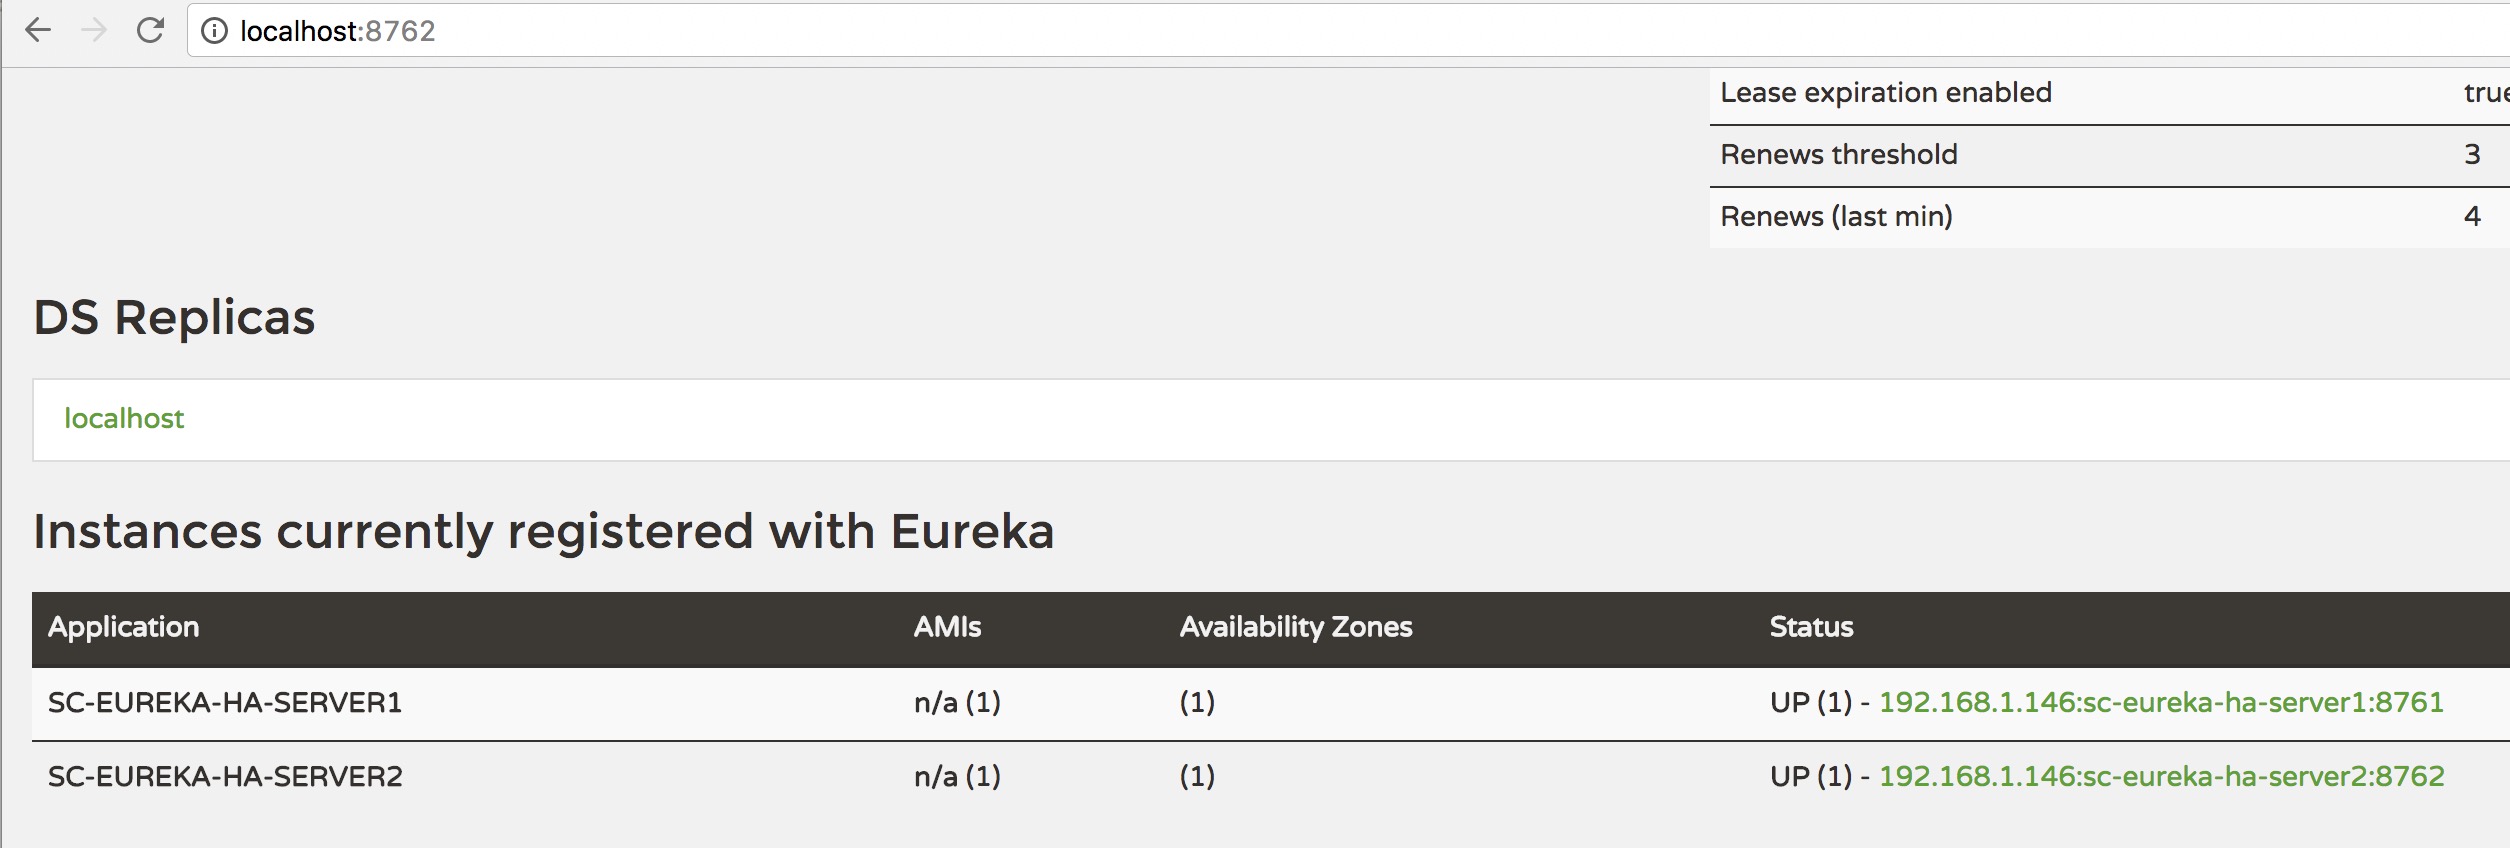 localhost:8762
Lease expiration enabled true
Renews threshold 3
Renews (last min) 4
DS Replicas
localhost
Instances currently registered with Eureka
Application AMIs Availability Zones Status
SC-EUREKA-HA-SERVER1 n/a (1) (1) UP (1) - 192.168.1.146:sc-eureka-ha-server1:8761
SC-EUREKA-HA-SERVER2 n/a (1) (1) UP (1) - 192.168.1.146:sc-eureka-ha-server2:8762